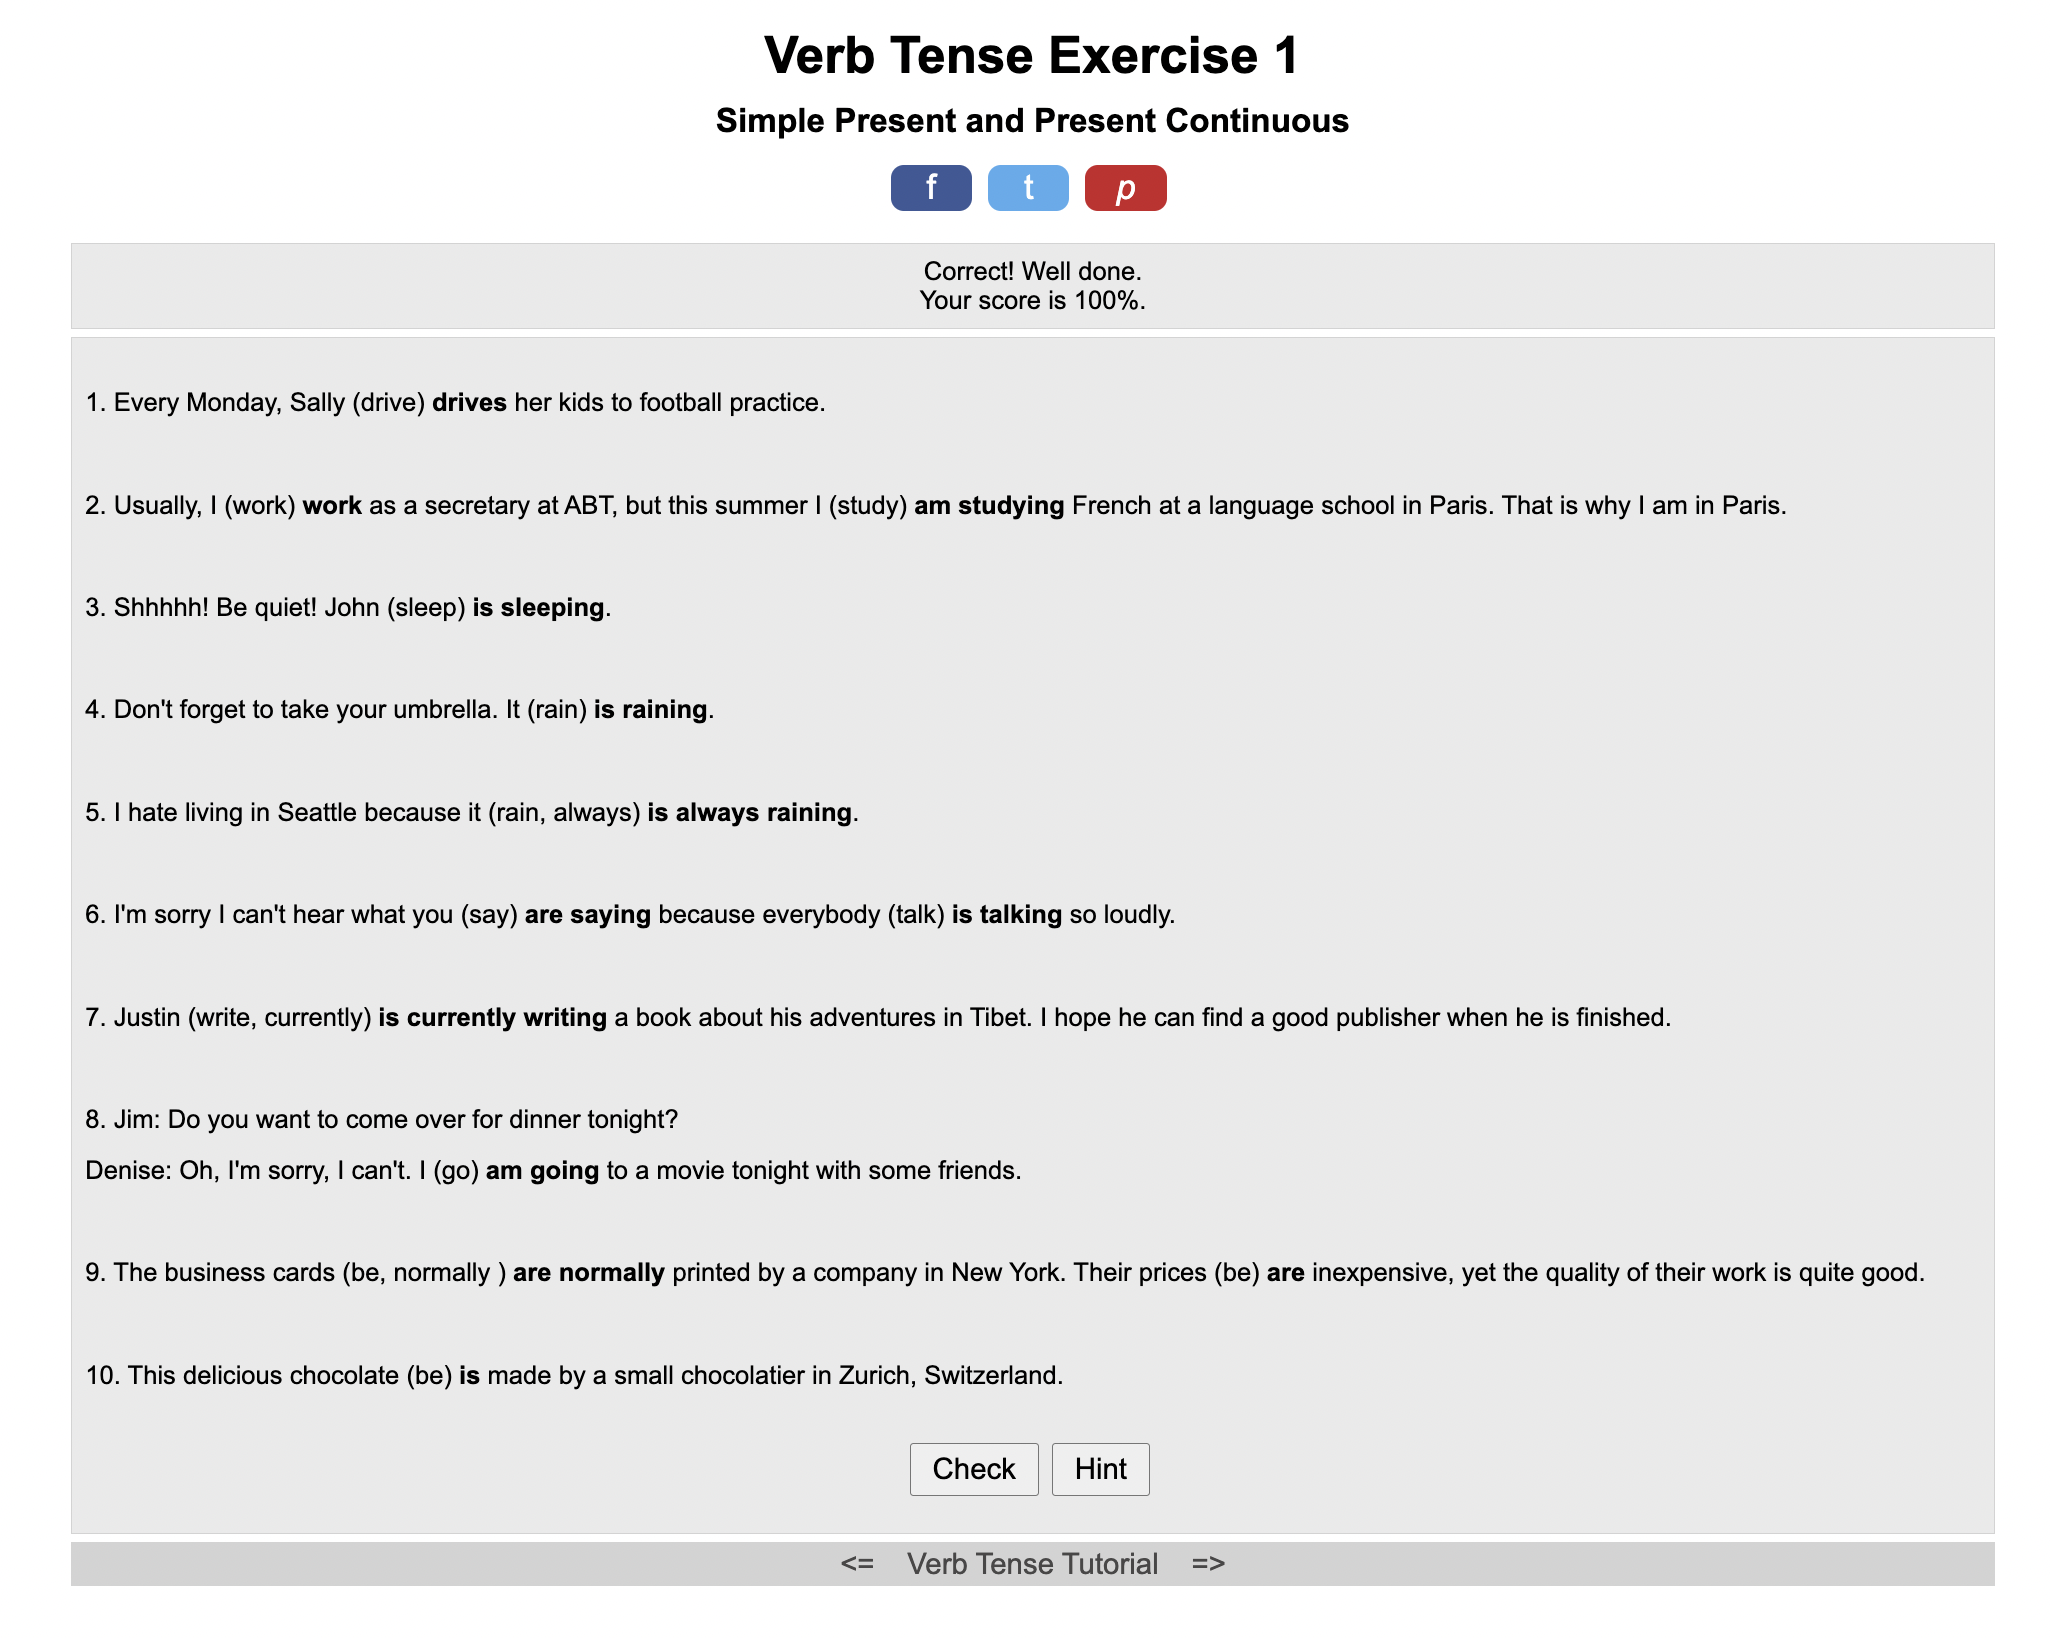 Verb Tense Exercise 1
Simple Present and Present Continuous
f t p
Correct! Well done.
Your score is 100%.
1. Every Monday, Sally (drive) drives her kids to football practice.
2. Usually, I (work) work as a secretary at ABT, but this summer I (study) am studying French at a language school in Paris. That is why I am in Paris.
3. Shhhhh! Be quiet! John (sleep) is sleeping.
4. Don't forget to take your umbrella. It (rain) is raining.
5. I hate living in Seattle because it (rain, always) is always raining.
6. I'm sorry I can't hear what you (say) are saying because everybody (talk) is talking so loudly.
7. Justin (write, currently) is currently writing a book about his adventures in Tibet. I hope he can find a good publisher when he is finished.
8. Jim: Do you want to come over for dinner tonight?
Denise: Oh, I'm sorry, I can't. I (go) am going to a movie tonight with some friends.
9. The business cards (be, normally ) are normally printed by a company in New York. Their prices (be) are inexpensive, yet the quality of their work is quite good.
10. This delicious chocolate (be) is made by a small chocolatier in Zurich, Switzerland.
Check Hint
<= Verb Tense Tutorial =>